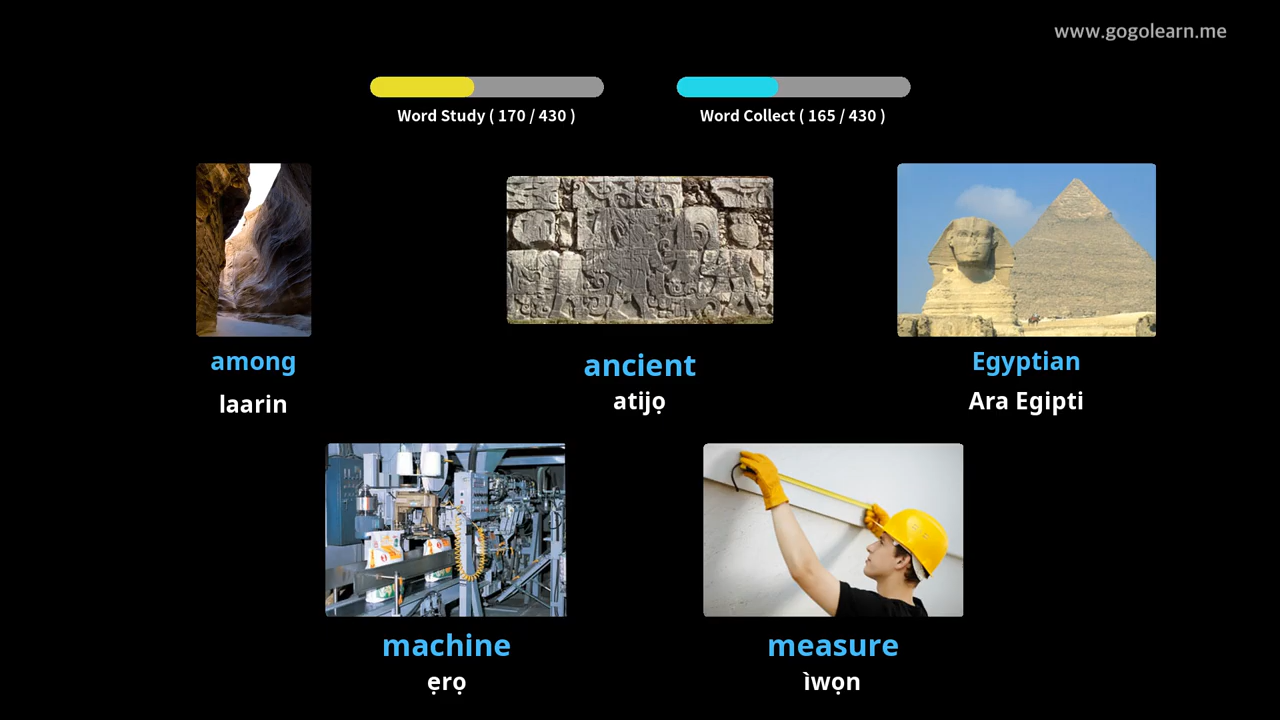 www.gogolearn.me
Word Study ( 170 / 430 )
Word Collect ( 165 / 430 )
among
laarin
ancient
atijọ
Egyptian
Ara Egipti
machine
ẹrọ
measure
ìwọn